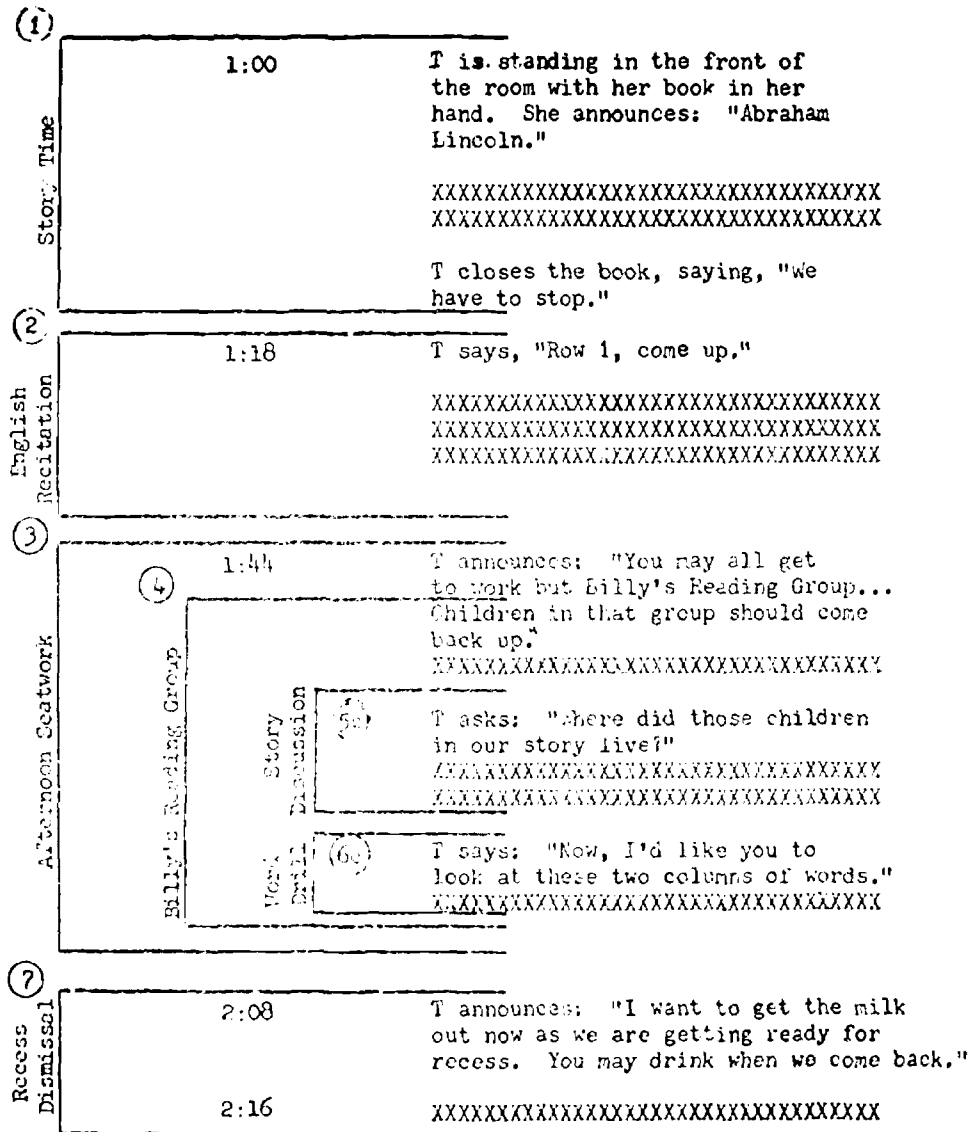 (1)
Story Time
1:00
T is standing in the front of
the room with her book in her
hand. She announces: "Abraham
Lincoln."
XXXXXXXXXXXXXXXXXXXXXXXXXXXXXXXXXX
XXXXXXXXXXXXXXXXXXXXXXXXXXXXXXXXXX
T closes the book, saying, "We
have to stop."
(2)
English
Recitation
1:18
T says, "Row 1, come up."
XXXXXXXXXXXXXXXXXXXXXXXXXXXXXXXXXX
XXXXXXXXXXXXXXXXXXXXXXXXXXXXXXXXXX
XXXXXXXXXXXXXXXXXXXXXXXXXXXXXXXXXX
(3)
Afternoon Seatwork
1:44
T announces: "You may all get
to work but Billy's Reading Group...
Children in that group should come
back up."
XXXXXXXXXXXXXXXXXXXXXXXXXXXXXXXXXX
(4)
Billy's Reading Group
Story
Discussion
T asks: "Where did those children
in our story live?"
XXXXXXXXXXXXXXXXXXXXXXXXXXXXXXXXXX
XXXXXXXXXXXXXXXXXXXXXXXXXXXXXXXXXX
Word
Drill
T says: "Now, I'd like you to
look at these two columns of words."
XXXXXXXXXXXXXXXXXXXXXXXXXXXXXXXXXX
(7)
Recess
Dismissal
2:08
T announces: "I want to get the milk
out now as we are getting ready for
recess. You may drink when we come back."
2:16
XXXXXXXXXXXXXXXXXXXXXXXXXXXXXXXXXX